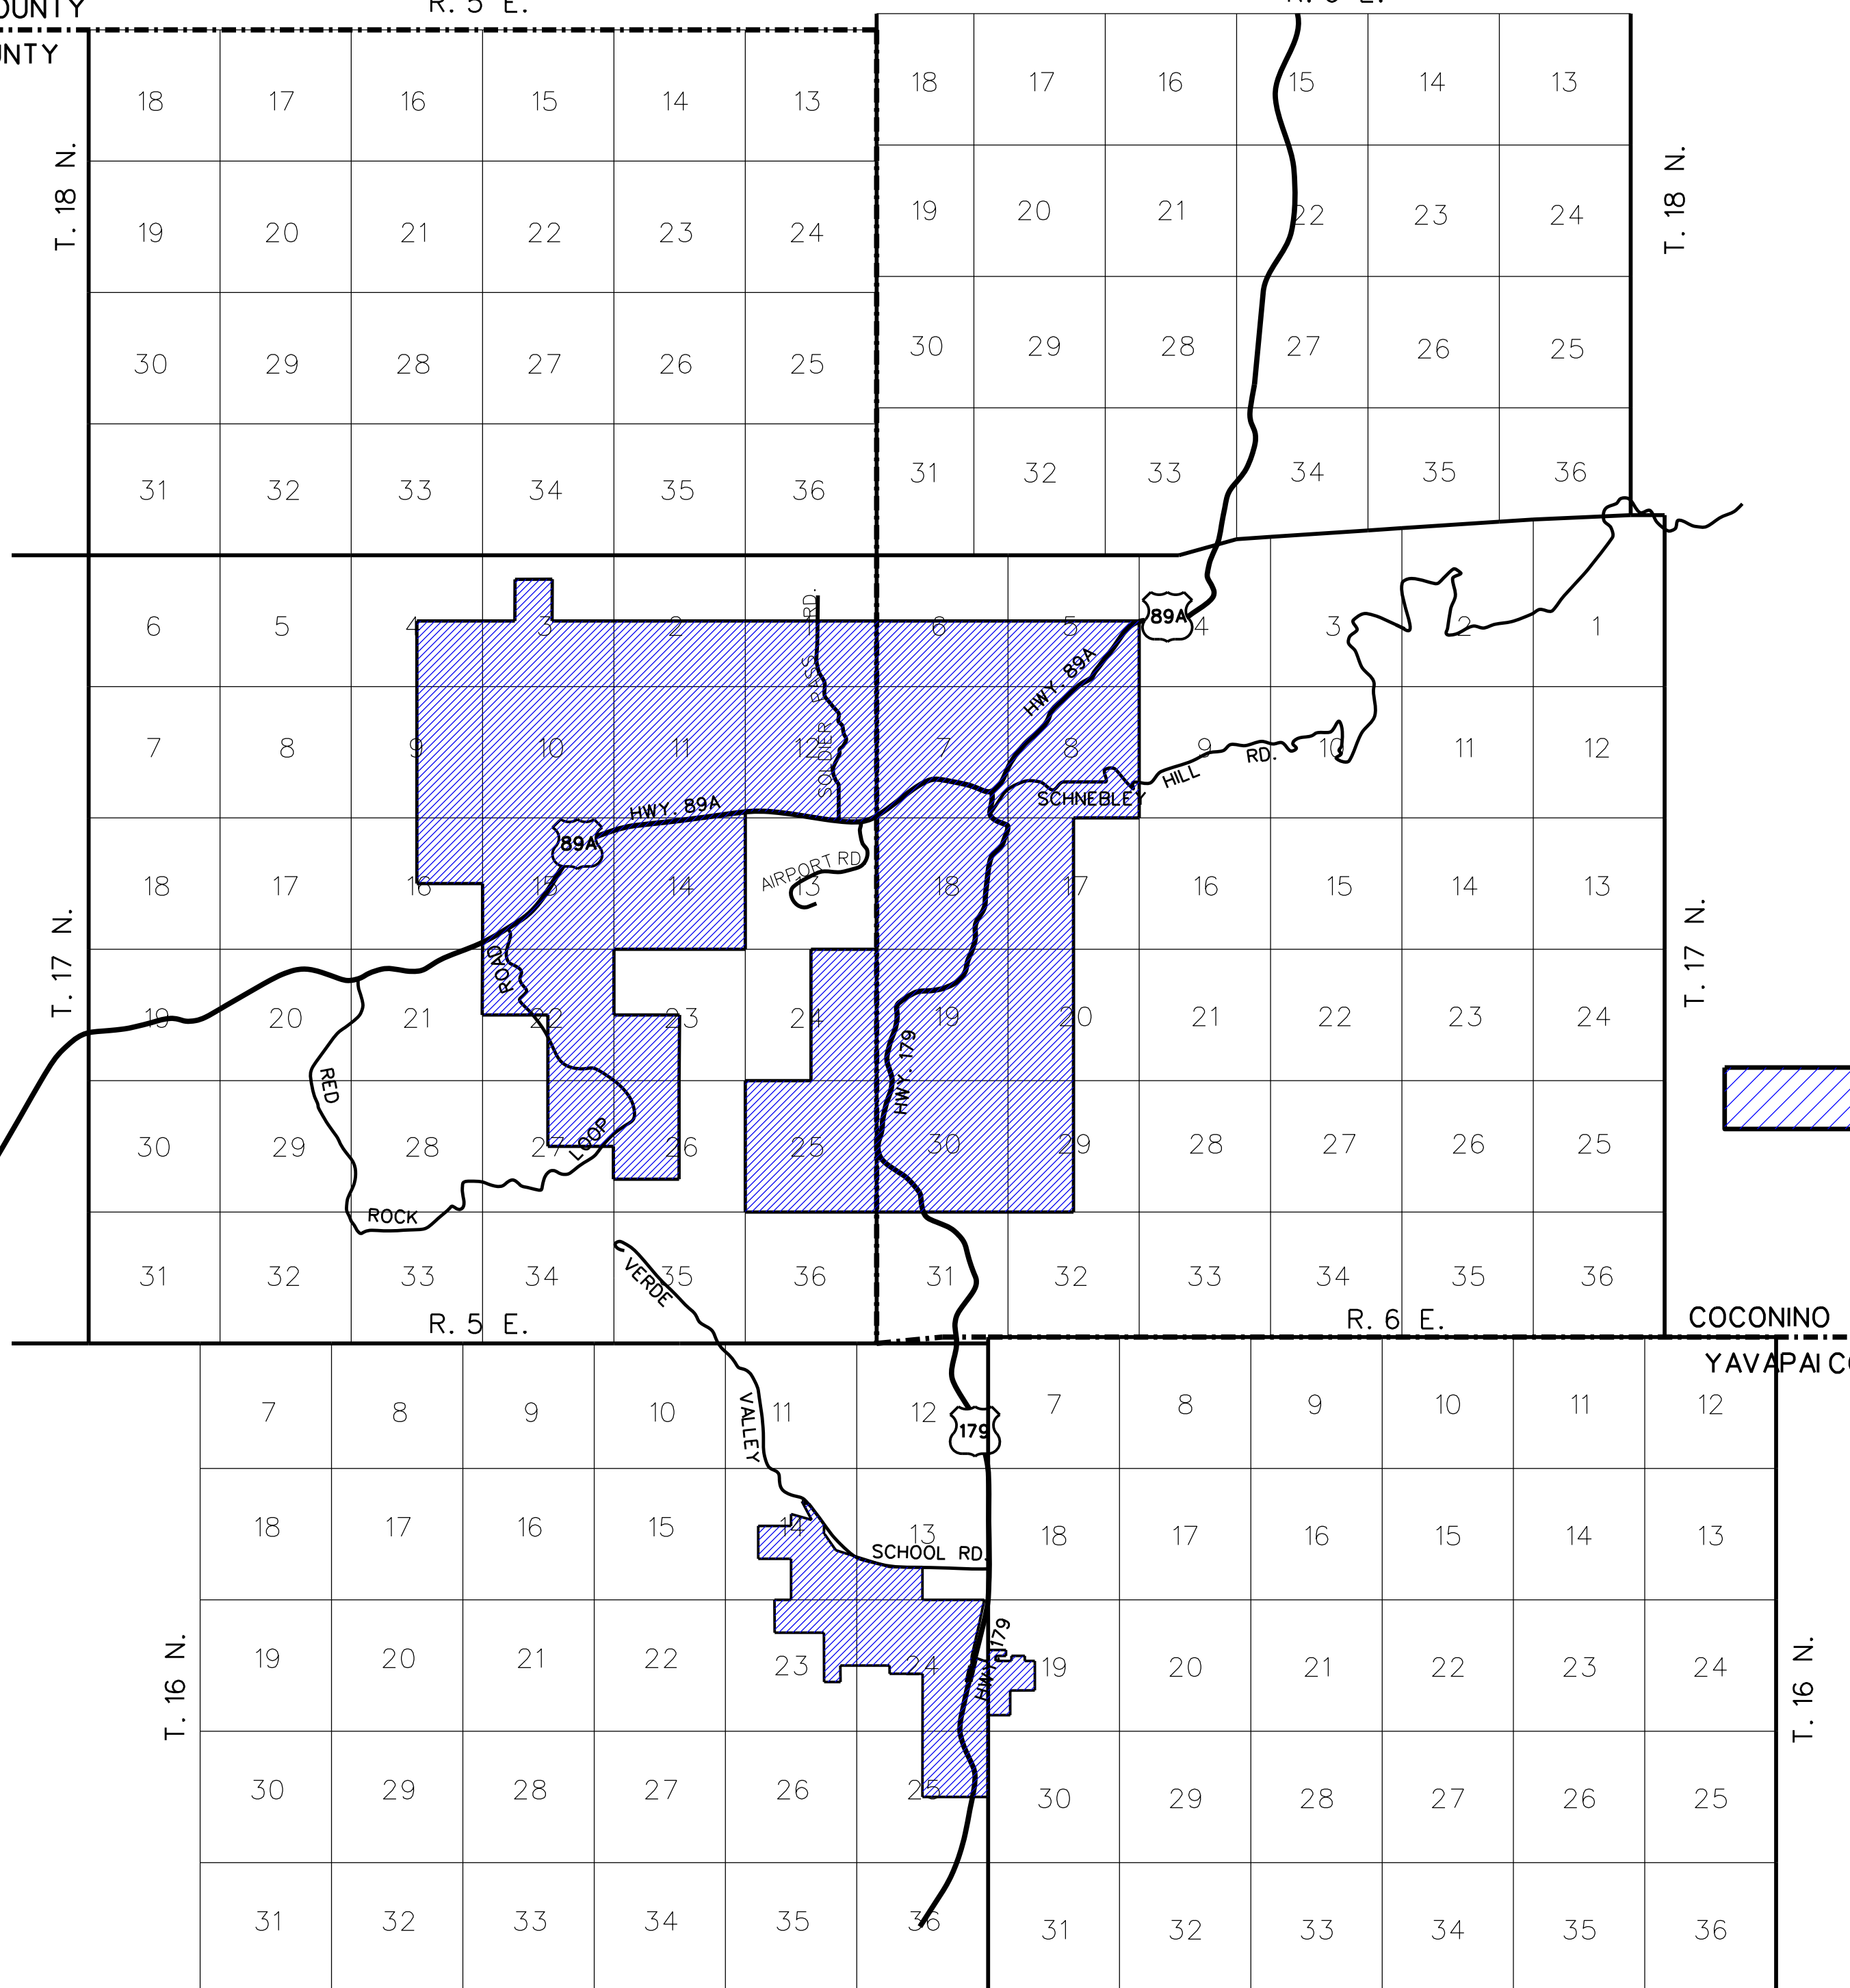 OUNTY
R. 5 E.
R. 6 E.
NTY
18 17 16 15 14 13
18 17 16 15 14 13
T. 18 N.
T. 18 N.
19 20 21 22 23 24
19 20 21 22 23 24
30 29 28 27 26 25
30 29 28 27 26 25
31 32 33 34 35 36
31 32 33 34 35 36
6 5 4 3 2 1
6 5 4 3 2 1
89A
HWY. 89A
SOLDIER PASS RD.
7 8 9 10 11 12
7 8 9 10 11 12
SCHNEBLEY HILL RD.
HWY. 89A
89A
AIRPORT RD
18 17 16 15 14 13
18 17 16 15 14 13
T. 17 N.
T. 17 N.
19 20 21 22 23 24
19 20 21 22 23 24
RED ROCK LOOP ROAD
HWY. 179
30 29 28 27 26 25
30 29 28 27 26 25
31 32 33 34 35 36
31 32 33 34 35 36
R. 5 E.
R. 6 E.
COCONINO
YAVAPAI CO
VERDE VALLEY SCHOOL RD.
7 8 9 10 11 12
7 8 9 10 11 12
179
18 17 16 15 14 13
18 17 16 15 14 13
T. 16 N.
T. 16 N.
19 20 21 22 23 24
19 20 21 22 23 24
HWY. 179
30 29 28 27 26 25
30 29 28 27 26 25
31 32 33 34 35 36
31 32 33 34 35 36